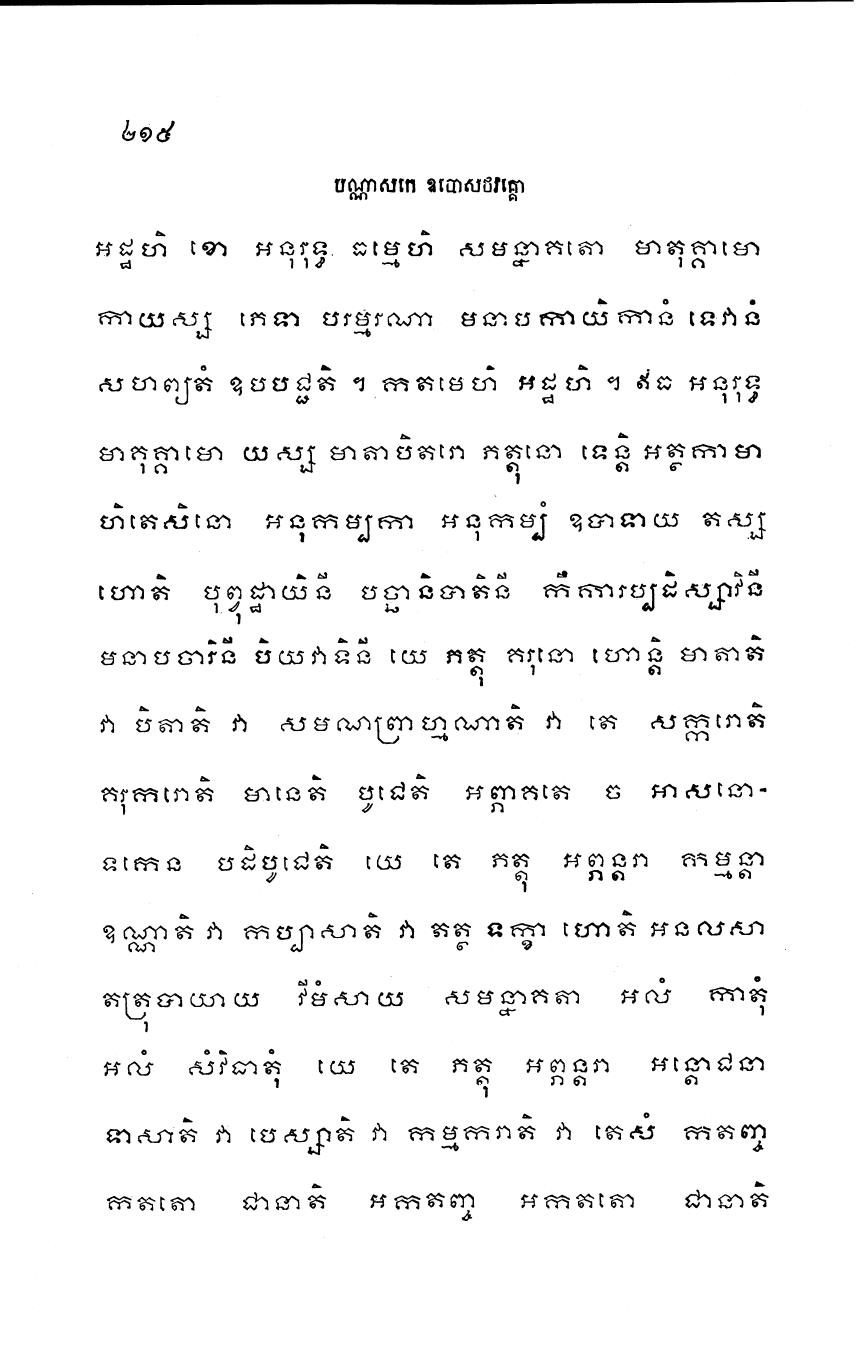 ២១៥
បណ្ណាសកេ ឧបោសថវគ្គោ
អដ្ឋហិ ខោ អនុរុទ្ធ ធម្មេហិ សមន្នាគតោ មាតុគ្គាមោ
កាយស្ស ភេទា បរម្មរណា មនាបកាយិកានំ ទេវានំ
សហព្យតំ ឧបបជ្ជតិ ។ កតមេហិ អដ្ឋហិ ។ ឥធ អនុរុទ្ធ
មាតុគ្គាមោ យស្ស មាតាបិតរោ ភត្តុនោ ទេន្តិ អត្ថកាមា
ហិតេសិនោ អនុកម្បកា អនុកម្បំ ឧបាទាយ តស្ស
ហោតិ បុព្វុដ្ឋាយិនី បច្ឆានិបាតិនី កឹការប្បដិស្សាវិនី
មនាបចារិនី បិយវាទិនី យេ ភត្តុ គរុនោ ហោន្តិ មាតាតិ
វា បិតាតិ វា សមណព្រាហ្មណាតិ វា តេ សក្ករោតិ
គរុករោតិ មានេតិ បូជេតិ អព្ភាគតេ ច អាសនោ-
ទកេន បដិបូជេតិ យេ តេ ភត្តុ អព្ភន្តរា កម្មន្តា
ឧណ្ណាតិ វា កប្បាសាតិ វា តត្ថ ទក្ខា ហោតិ អនលសា
តត្រុបាយាយ វីមំសាយ សមន្នាគតា អលំ កាតុំ
អលំ សំវិធាតុំ យេ តេ ភត្តុ អព្ភន្តរា អន្តោជនា
ទាសាតិ វា បេស្សាតិ វា កម្មករាតិ វា តេសំ កតញ្ច
កតតោ ជានាតិ អកតញ្ច អកតតោ ជានាតិ